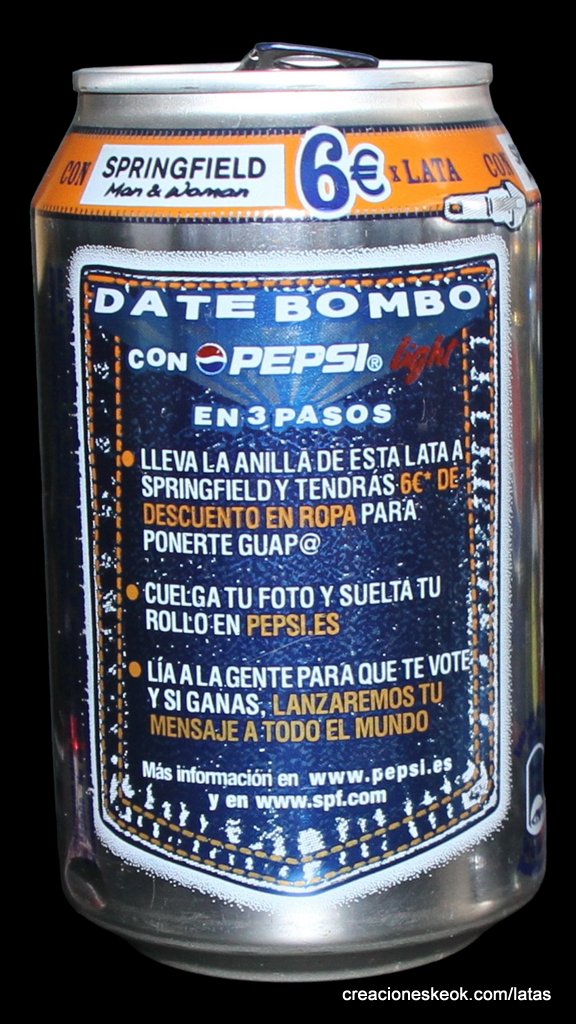 CON SPRINGFIELD 6€ x LATA CON
Man & Woman
DATE BOMBO
CON PEPSI® light
EN 3 PASOS
• LLEVA LA ANILLA DE ESTA LATA A
SPRINGFIELD Y TENDRÁS 6€* DE
DESCUENTO EN ROPA PARA
PONERTE GUAP@
• CUELGA TU FOTO Y SUELTA TU
ROLLO EN PEPSI.ES
• LÍA A LA GENTE PARA QUE TE VOTE
Y SI GANAS, LANZAREMOS TU
MENSAJE A TODO EL MUNDO
Más información en www.pepsi.es
y en www.spf.com
creacioneskeok.com/latas